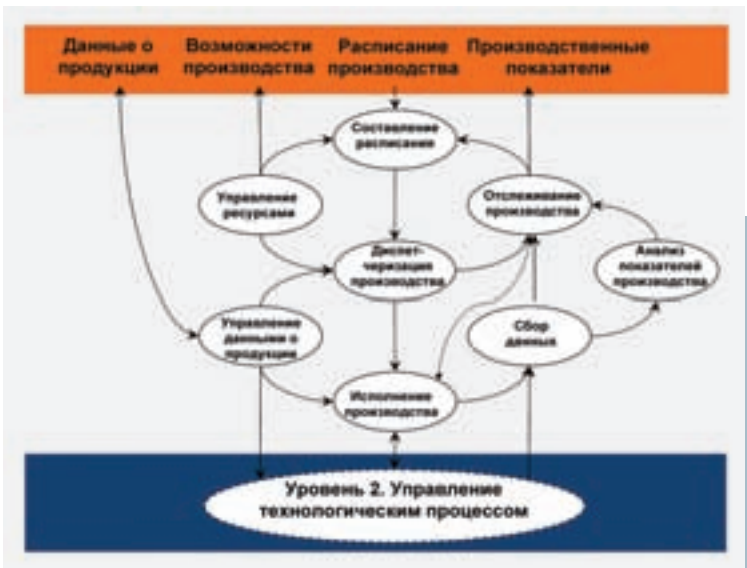 Данные о
продукции
Возможности
производства
Расписание
производства
Производственные
показатели
Составление
расписания
Управление
ресурсами
Отслеживание
производства
Диспет-
черизация
производства
Анализ
показателей
производства
Управление
данными о
продукции
Сбор
данных
Исполнение
производства
Уровень 2. Управление
технологическим процессом